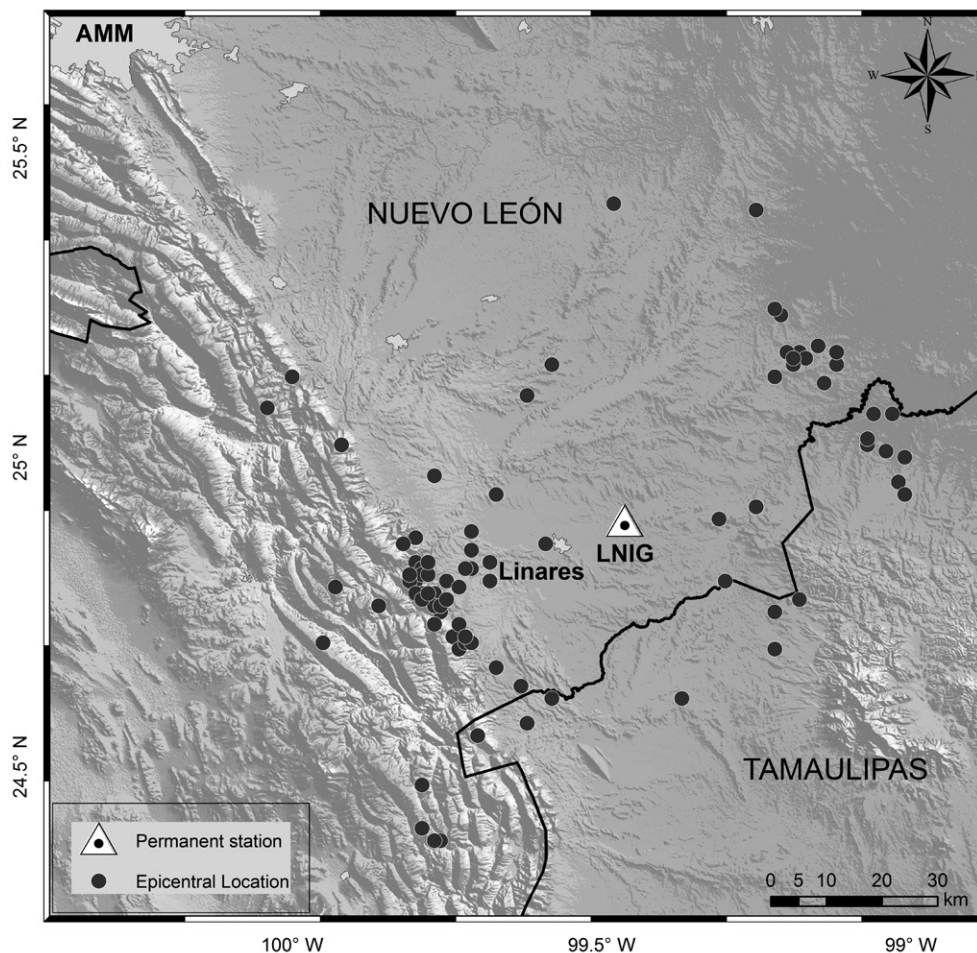 AMM
N
W
E
S
25.5° N
NUEVO LEÓN
25° N
LNIG
Linares
24.5° N
TAMAULIPAS
Permanent station
Epicentral Location
0 5 10 20 30
km
100° W
99.5° W
99° W